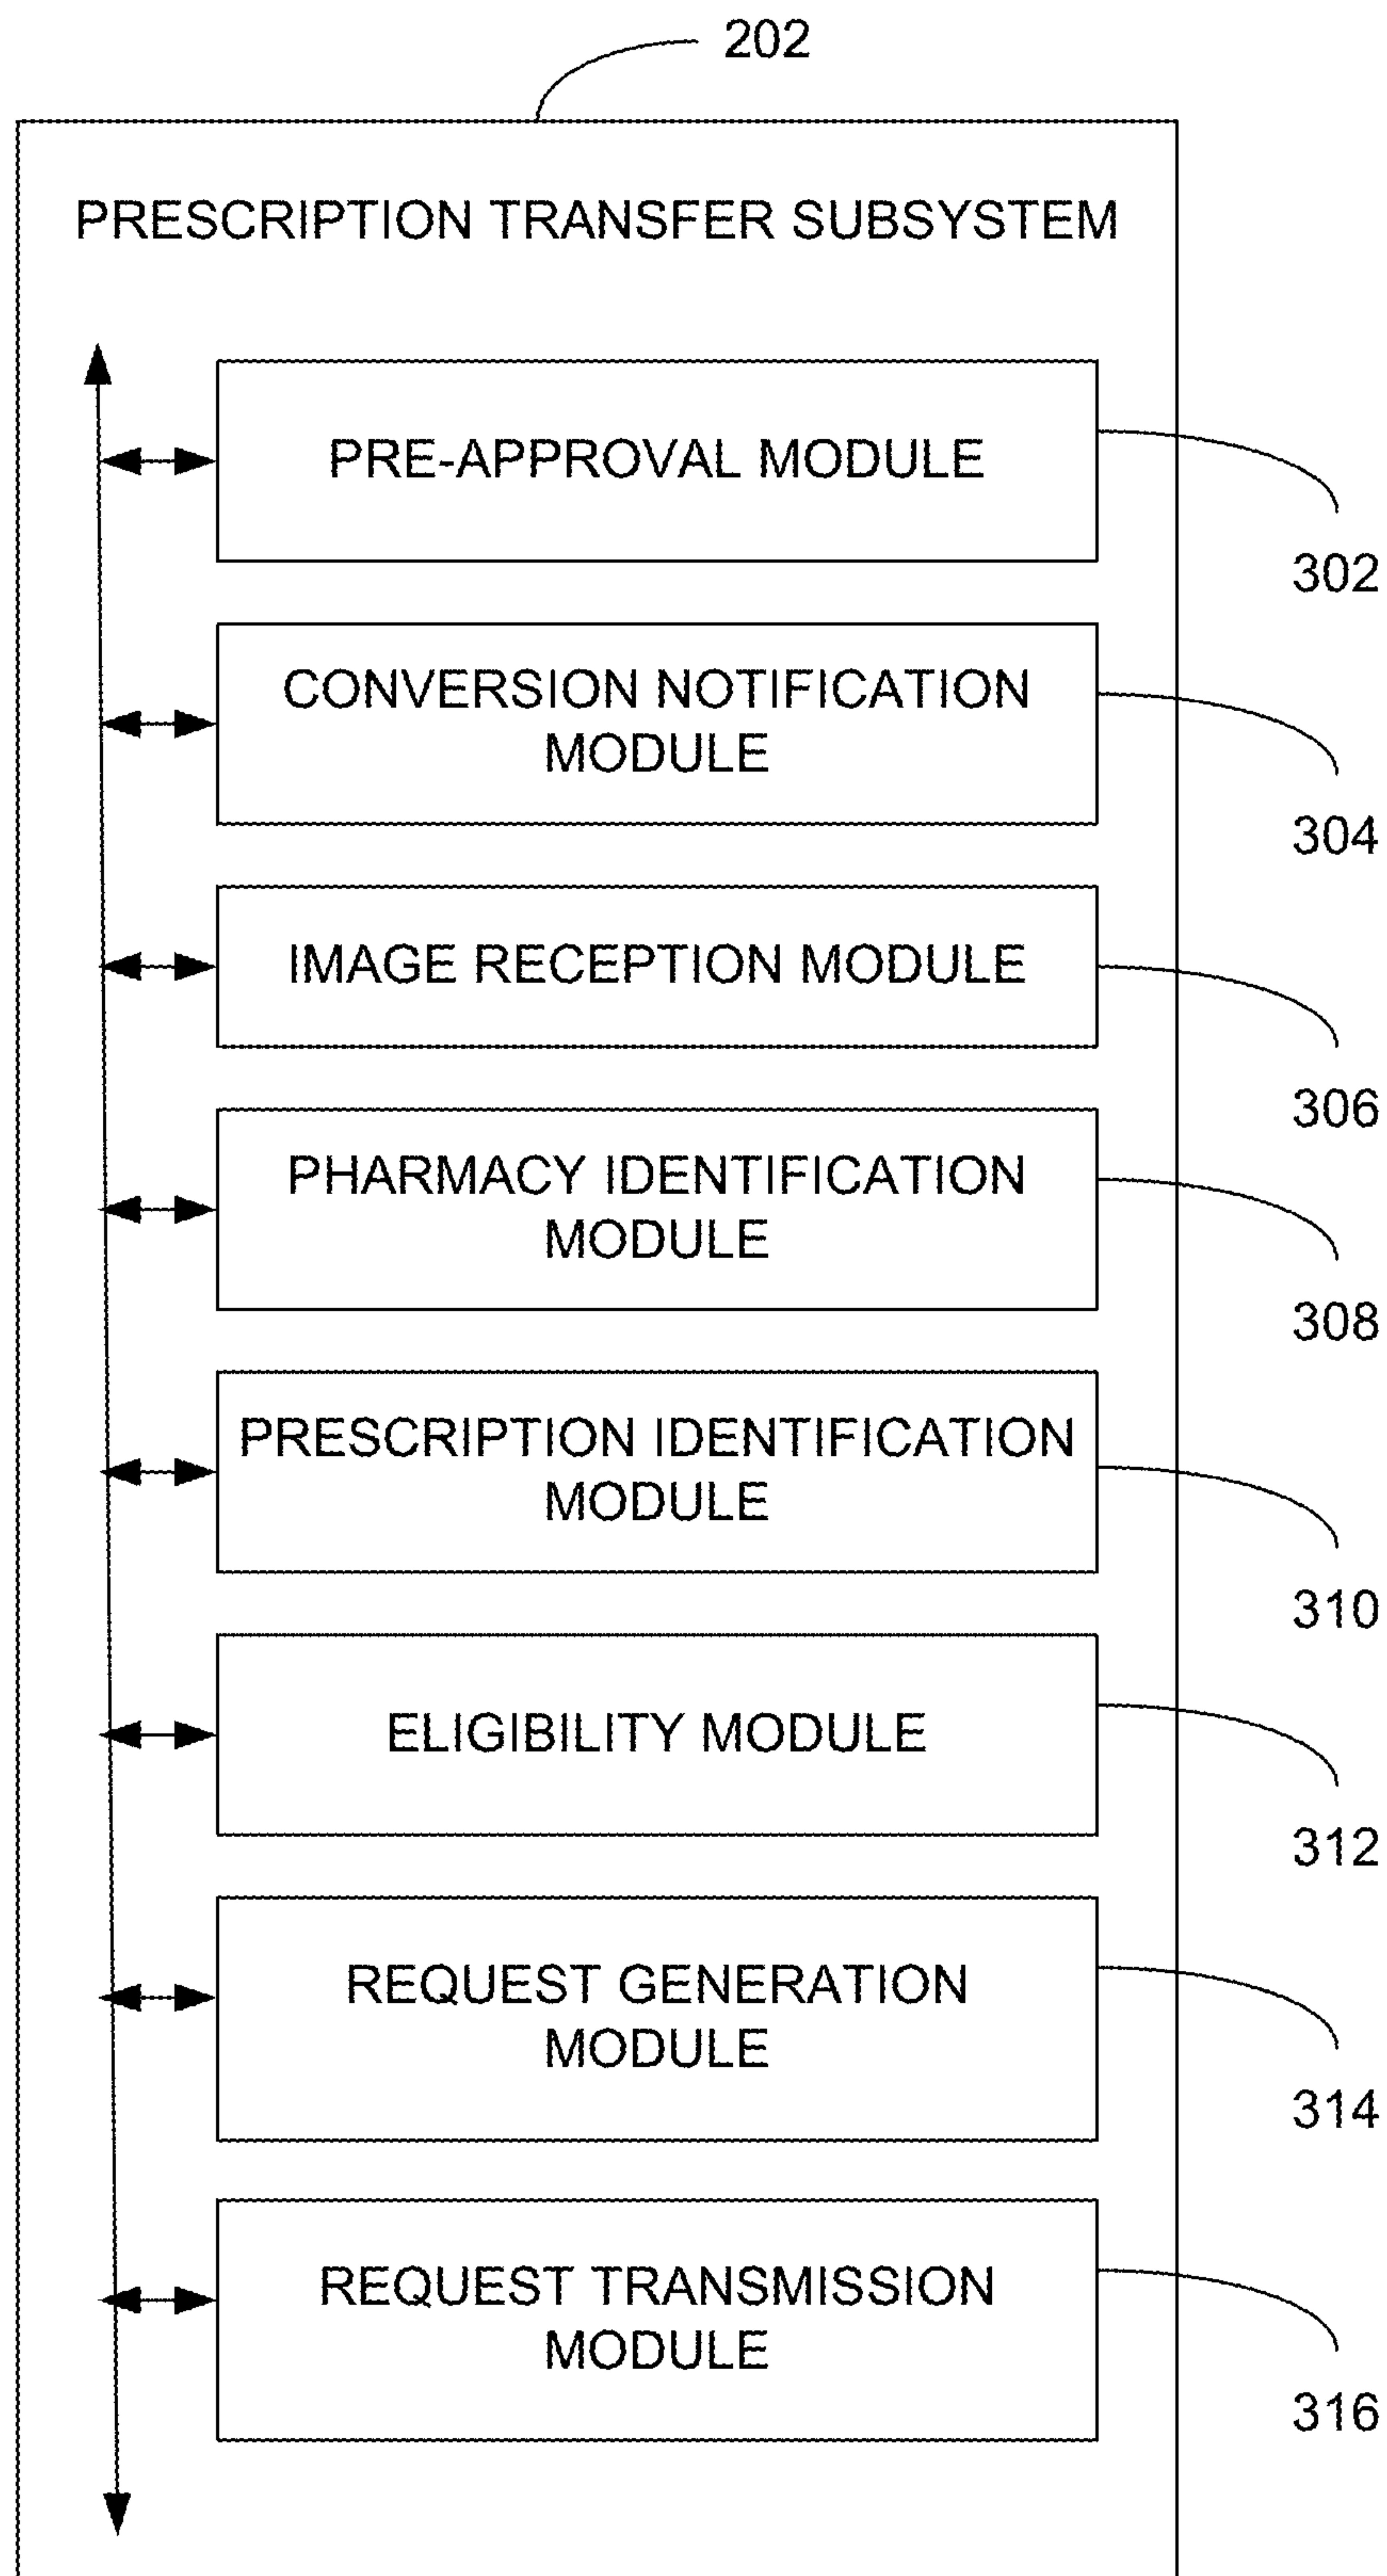 202
PRESCRIPTION TRANSFER SUBSYSTEM
PRE-APPROVAL MODULE
302
CONVERSION NOTIFICATION
MODULE
304
IMAGE RECEPTION MODULE
306
PHARMACY IDENTIFICATION
MODULE
308
PRESCRIPTION IDENTIFICATION
MODULE
310
ELIGIBILITY MODULE
312
REQUEST GENERATION
MODULE
314
REQUEST TRANSMISSION
MODULE
316